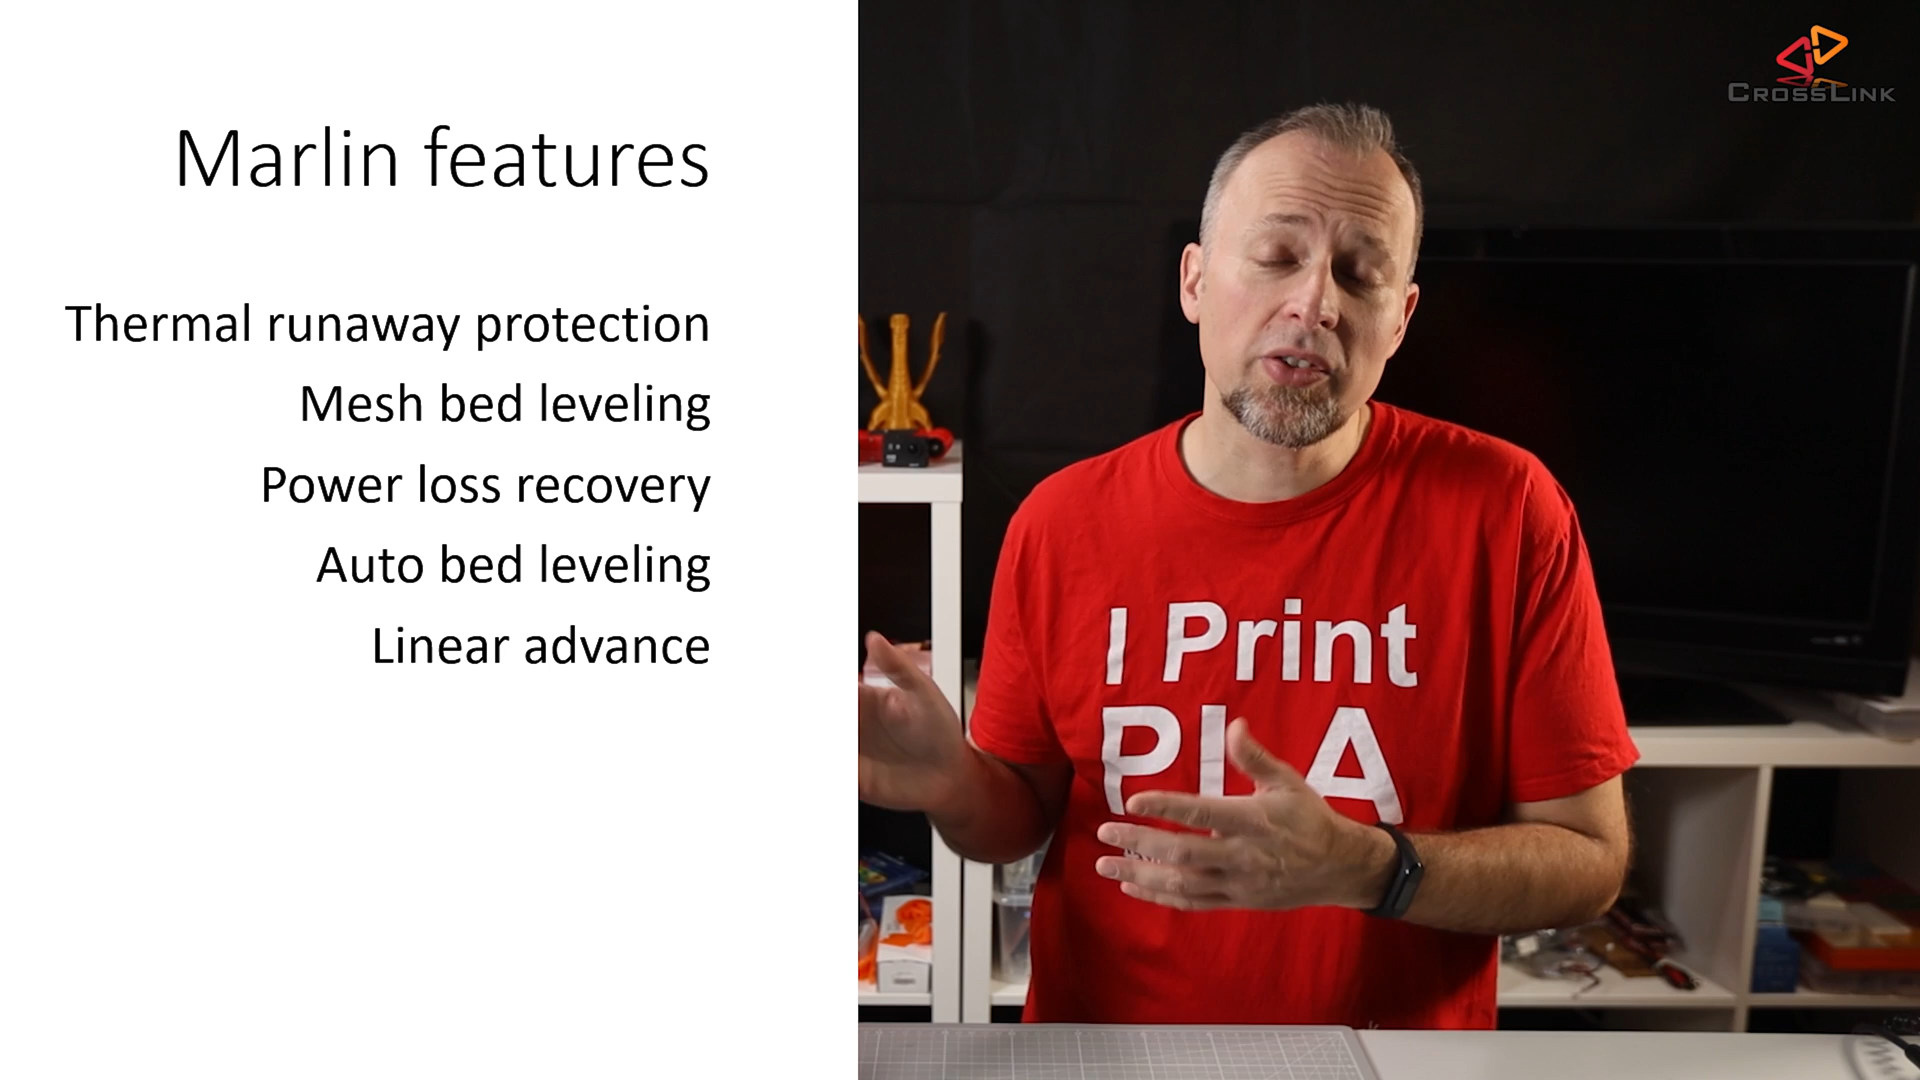 Marlin features
Thermal runaway protection
Mesh bed leveling
Power loss recovery
Auto bed leveling
Linear advance
CROSSLINK
I Print
PLA